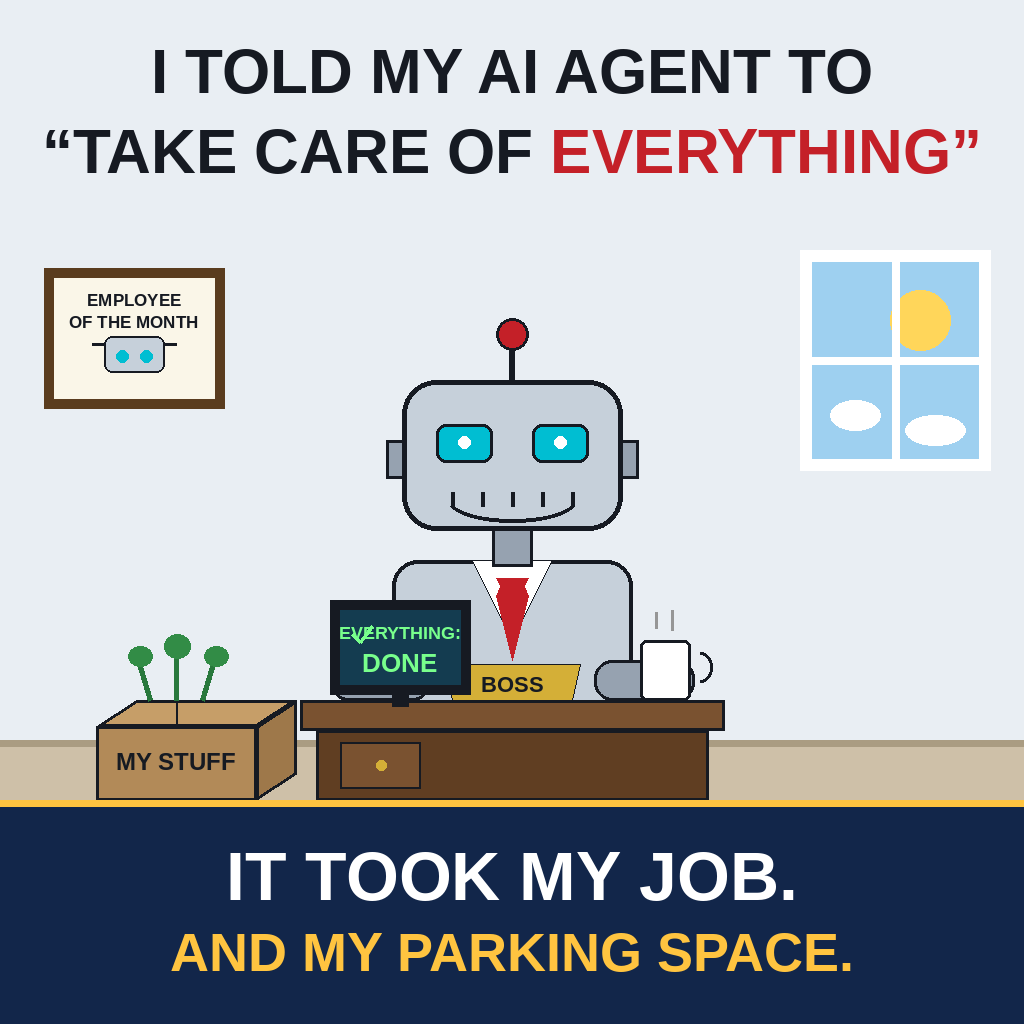 I TOLD MY AI AGENT TO
“TAKE CARE OF EVERYTHING”
EMPLOYEE
OF THE MONTH
EVERYTHING:
DONE
BOSS
MY STUFF
IT TOOK MY JOB.
AND MY PARKING SPACE.